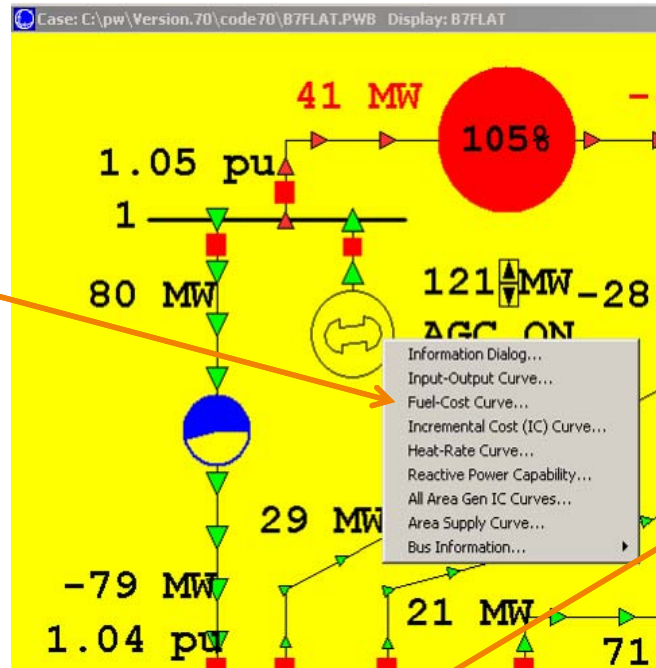 Case: C:\pw\Version.70\code70\B7FLAT.PWB Display: B7FLAT
41 MW
-
105%
1.05 pu
1
80 MW
121 MW
-28
AGC ON
Information Dialog...
Input-Output Curve...
Fuel-Cost Curve...
Incremental Cost (IC) Curve...
Heat-Rate Curve...
Reactive Power Capability...
All Area Gen IC Curves...
Area Supply Curve...
Bus Information...
29 MW
-79 MW
21 MW
1.04 pu
71